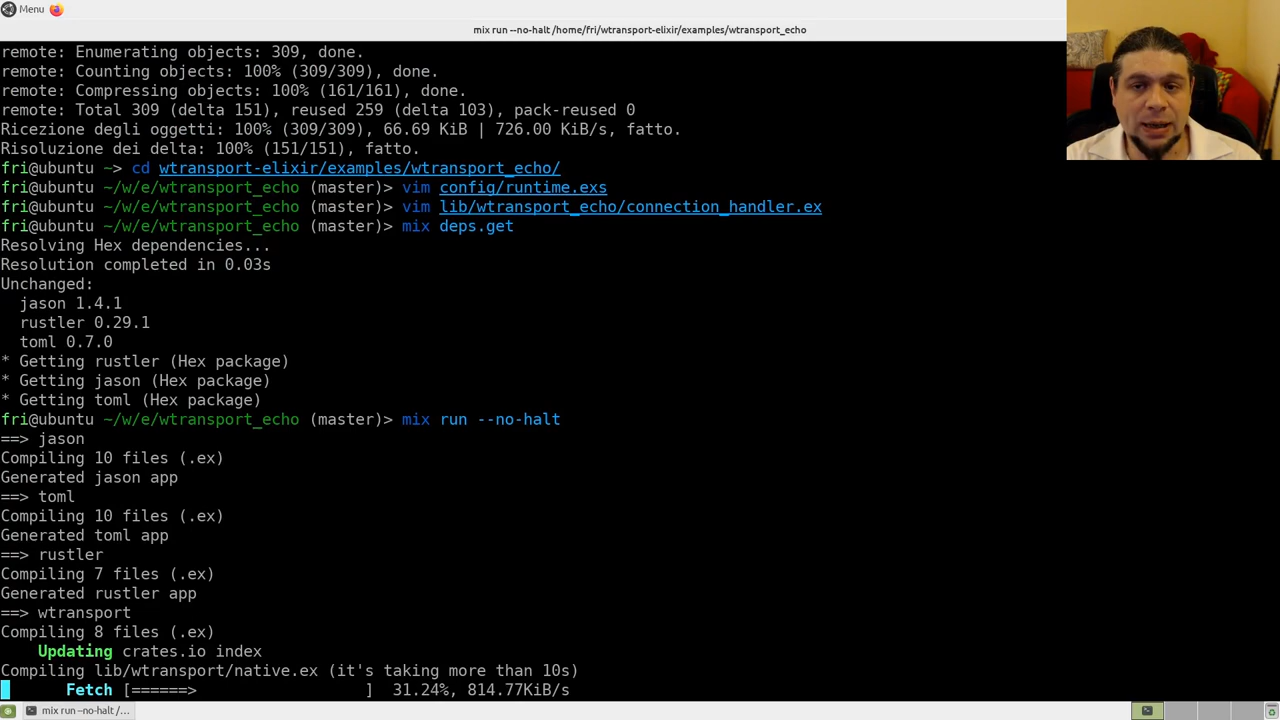 Menu
mix run --no-halt /home/fri/wtransport-elixir/examples/wtransport_echo
remote: Enumerating objects: 309, done.
remote: Counting objects: 100% (309/309), done.
remote: Compressing objects: 100% (161/161), done.
remote: Total 309 (delta 151), reused 259 (delta 103), pack-reused 0
Ricezione degli oggetti: 100% (309/309), 66.69 KiB | 726.00 KiB/s, fatto.
Risoluzione dei delta: 100% (151/151), fatto.
fri@ubuntu ~> cd wtransport-elixir/examples/wtransport_echo/
fri@ubuntu ~/w/e/wtransport_echo (master)> vim config/runtime.exs
fri@ubuntu ~/w/e/wtransport_echo (master)> vim lib/wtransport_echo/connection_handler.ex
fri@ubuntu ~/w/e/wtransport_echo (master)> mix deps.get
Resolving Hex dependencies...
Resolution completed in 0.03s
Unchanged:
  jason 1.4.1
  rustler 0.29.1
  toml 0.7.0
* Getting rustler (Hex package)
* Getting jason (Hex package)
* Getting toml (Hex package)
fri@ubuntu ~/w/e/wtransport_echo (master)> mix run --no-halt
==> jason
Compiling 10 files (.ex)
Generated jason app
==> toml
Compiling 10 files (.ex)
Generated toml app
==> rustler
Compiling 7 files (.ex)
Generated rustler app
==> wtransport
Compiling 8 files (.ex)
    Updating crates.io index
Compiling lib/wtransport/native.ex (it's taking more than 10s)
       Fetch [======>                  ]  31.24%, 814.77KiB/s
mix run --no-halt /...